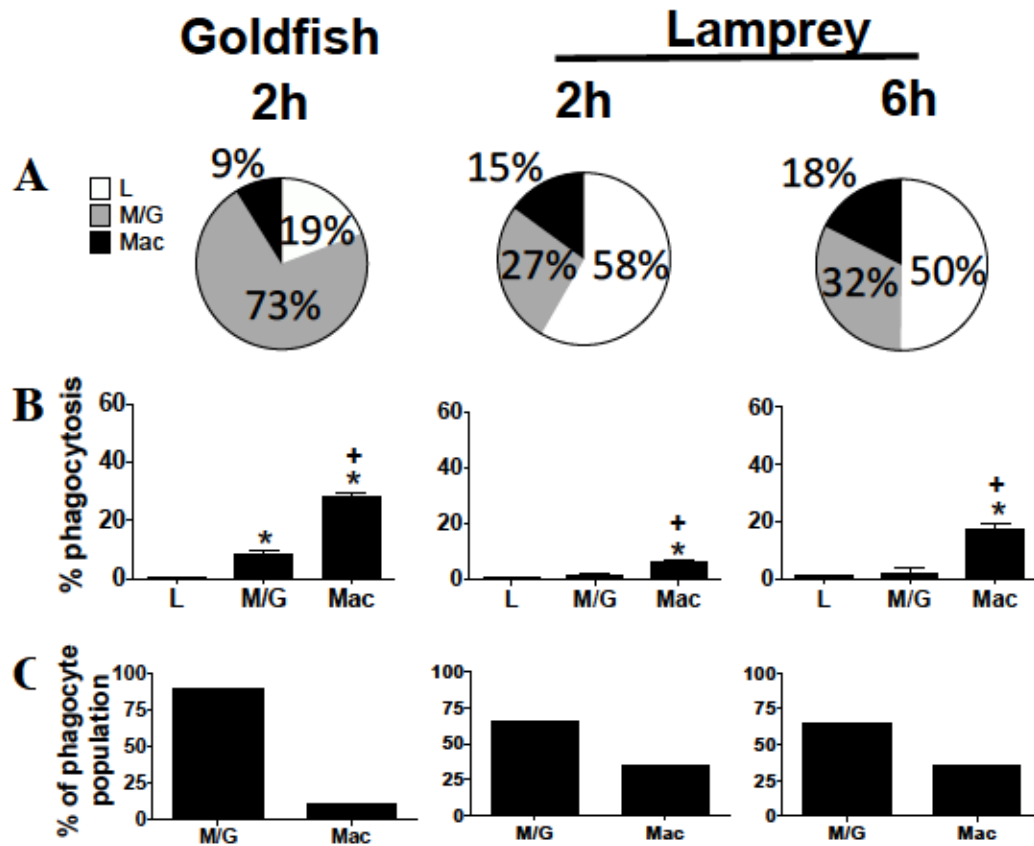 Goldfish Lamprey
2h 2h 6h
A
L
M/G
Mac
9% 19% 73%
15% 27% 58%
18% 32% 50%
B
% phagocytosis
60
40
20
0
*
+
*
L M/G Mac
60
40
20
0
+
*
L M/G Mac
60
40
20
0
+
*
L M/G Mac
C
% of phagocyte
population
100
75
50
25
0
M/G Mac
100
75
50
25
0
M/G Mac
100
75
50
25
0
M/G Mac